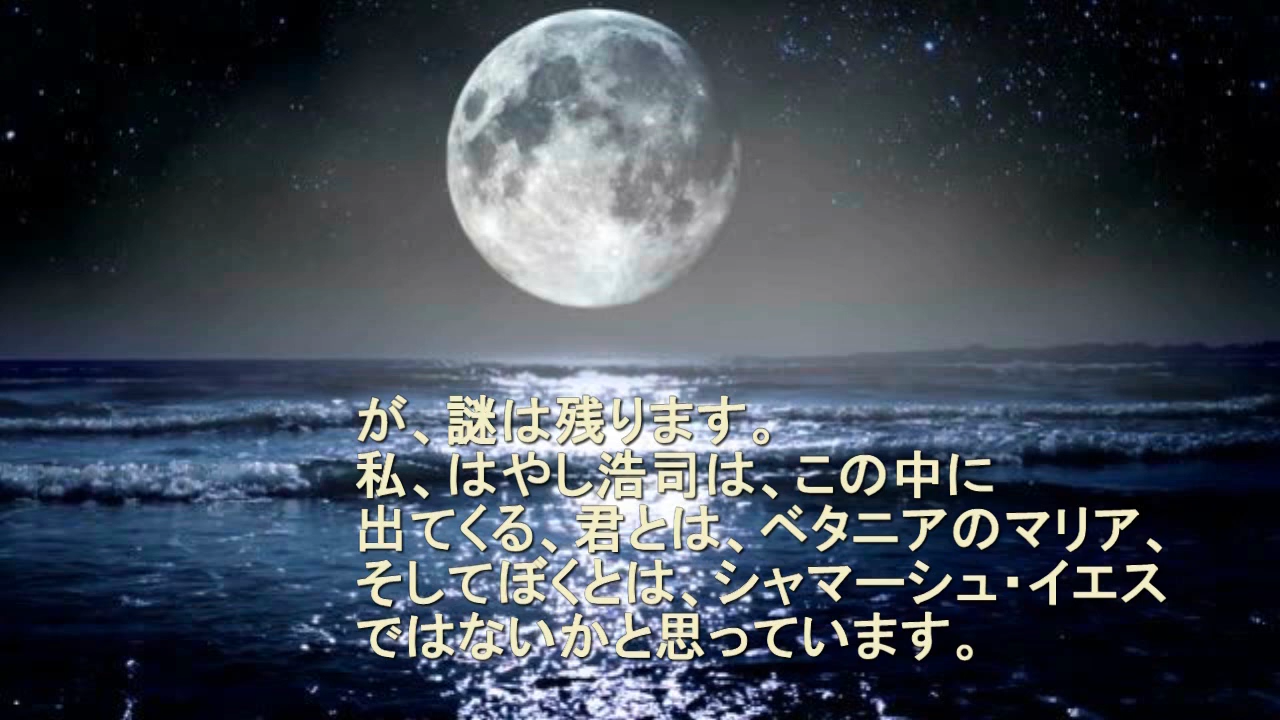 が、謎は残ります。
私、はやし浩司は、この中に
出てくる、君とは、ベタニアのマリア、
そしてぼくとは、シャマーシュ・イエス
ではないかと思っています。